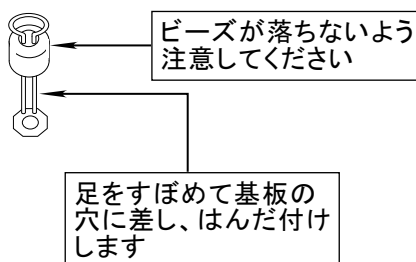 ビーズが落ちないよう
注意してください
足をすぼめて基板の
穴に差し、はんだ付け
します